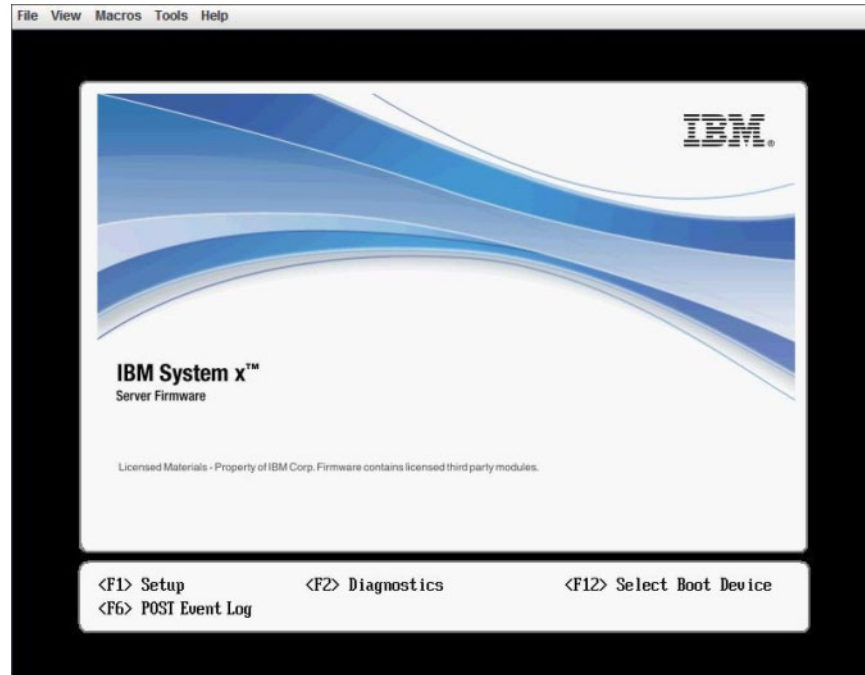 File View Macros Tools Help
IBM®
IBM System x™
Server Firmware
Licensed Materials - Property of IBM Corp. Firmware contains licensed third party modules.
<F1> Setup <F2> Diagnostics <F12> Select Boot Device
<F6> POST Event Log